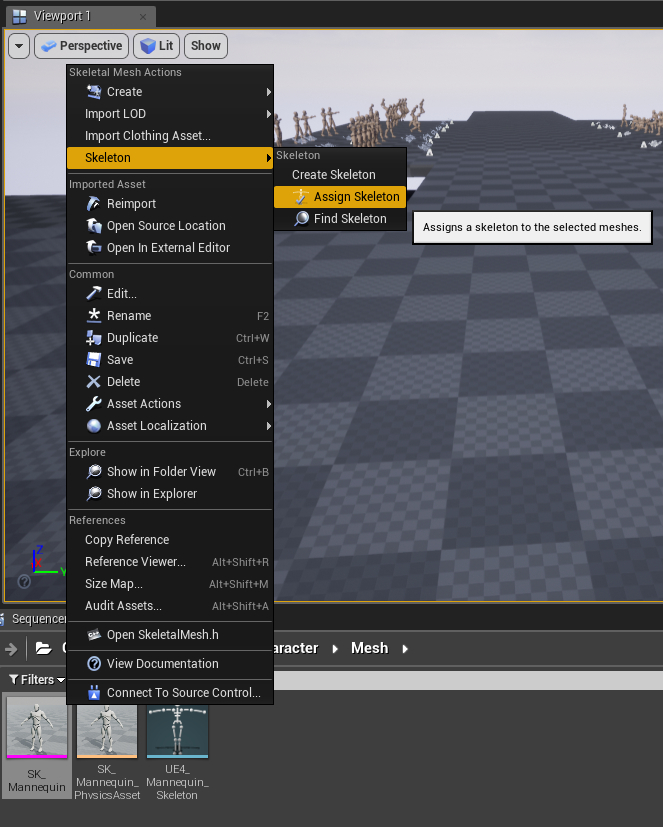 Viewport 1
Perspective
Lit
Show
Skeletal Mesh Actions
Create
Import LOD
Import Clothing Asset...
Skeleton
Skeleton
Create Skeleton
Assign Skeleton
Find Skeleton
Assigns a skeleton to the selected meshes.
Imported Asset
Reimport
Open Source Location
Open In External Editor
Common
Edit...
Rename F2
Duplicate Ctrl+W
Save Ctrl+S
Delete Delete
Asset Actions
Asset Localization
Explore
Show in Folder View Ctrl+B
Show in Explorer
References
Copy Reference
Reference Viewer... Alt+Shift+R
Size Map... Alt+Shift+M
Audit Assets... Alt+Shift+A
Open SkeletalMesh.h
View Documentation
Connect To Source Control...
Z
Y
Sequencer
aracter Mesh
Filters
SK_
Mannequin
SK_
Mannequin_
PhysicsAsset
UE4_
Mannequin_
Skeleton